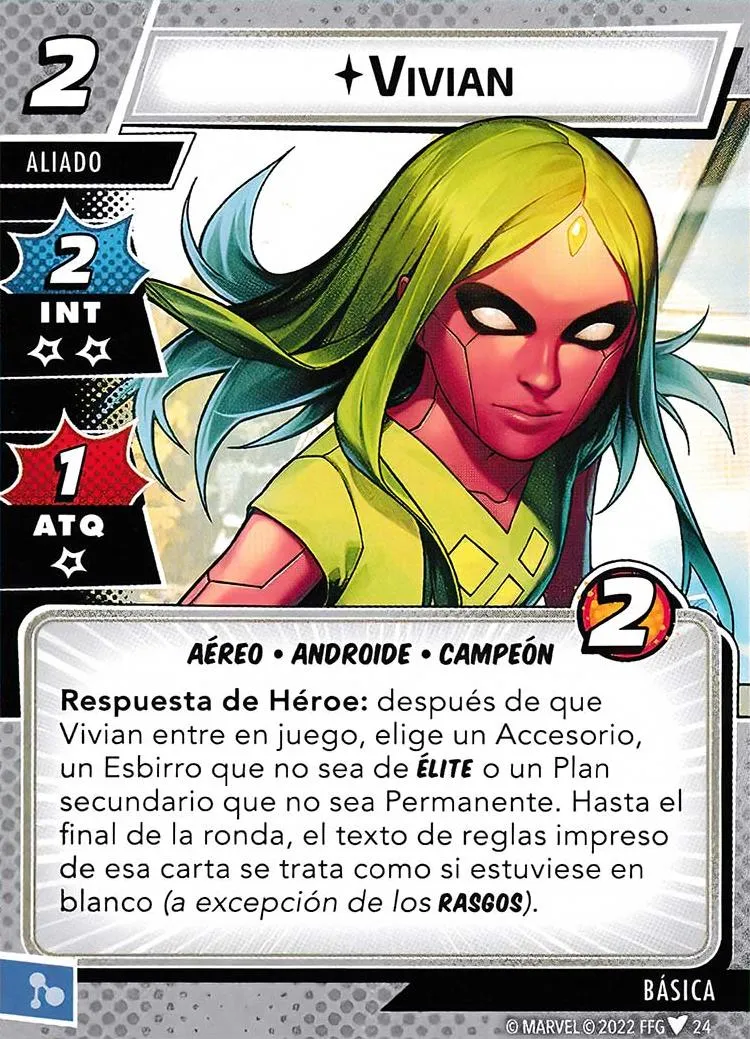 2
VIVIAN
ALIADO
2
INT
1
ATQ
2
AÉREO • ANDROIDE • CAMPEÓN
Respuesta de Héroe: después de que
Vivian entre en juego, elige un Accesorio,
un Esbirro que no sea de ÉLITE o un Plan
secundario que no sea Permanente. Hasta el
final de la ronda, el texto de reglas impreso
de esa carta se trata como si estuviese en
blanco (a excepción de los RASGOS).
BÁSICA
© MARVEL © 2022 FFG 24